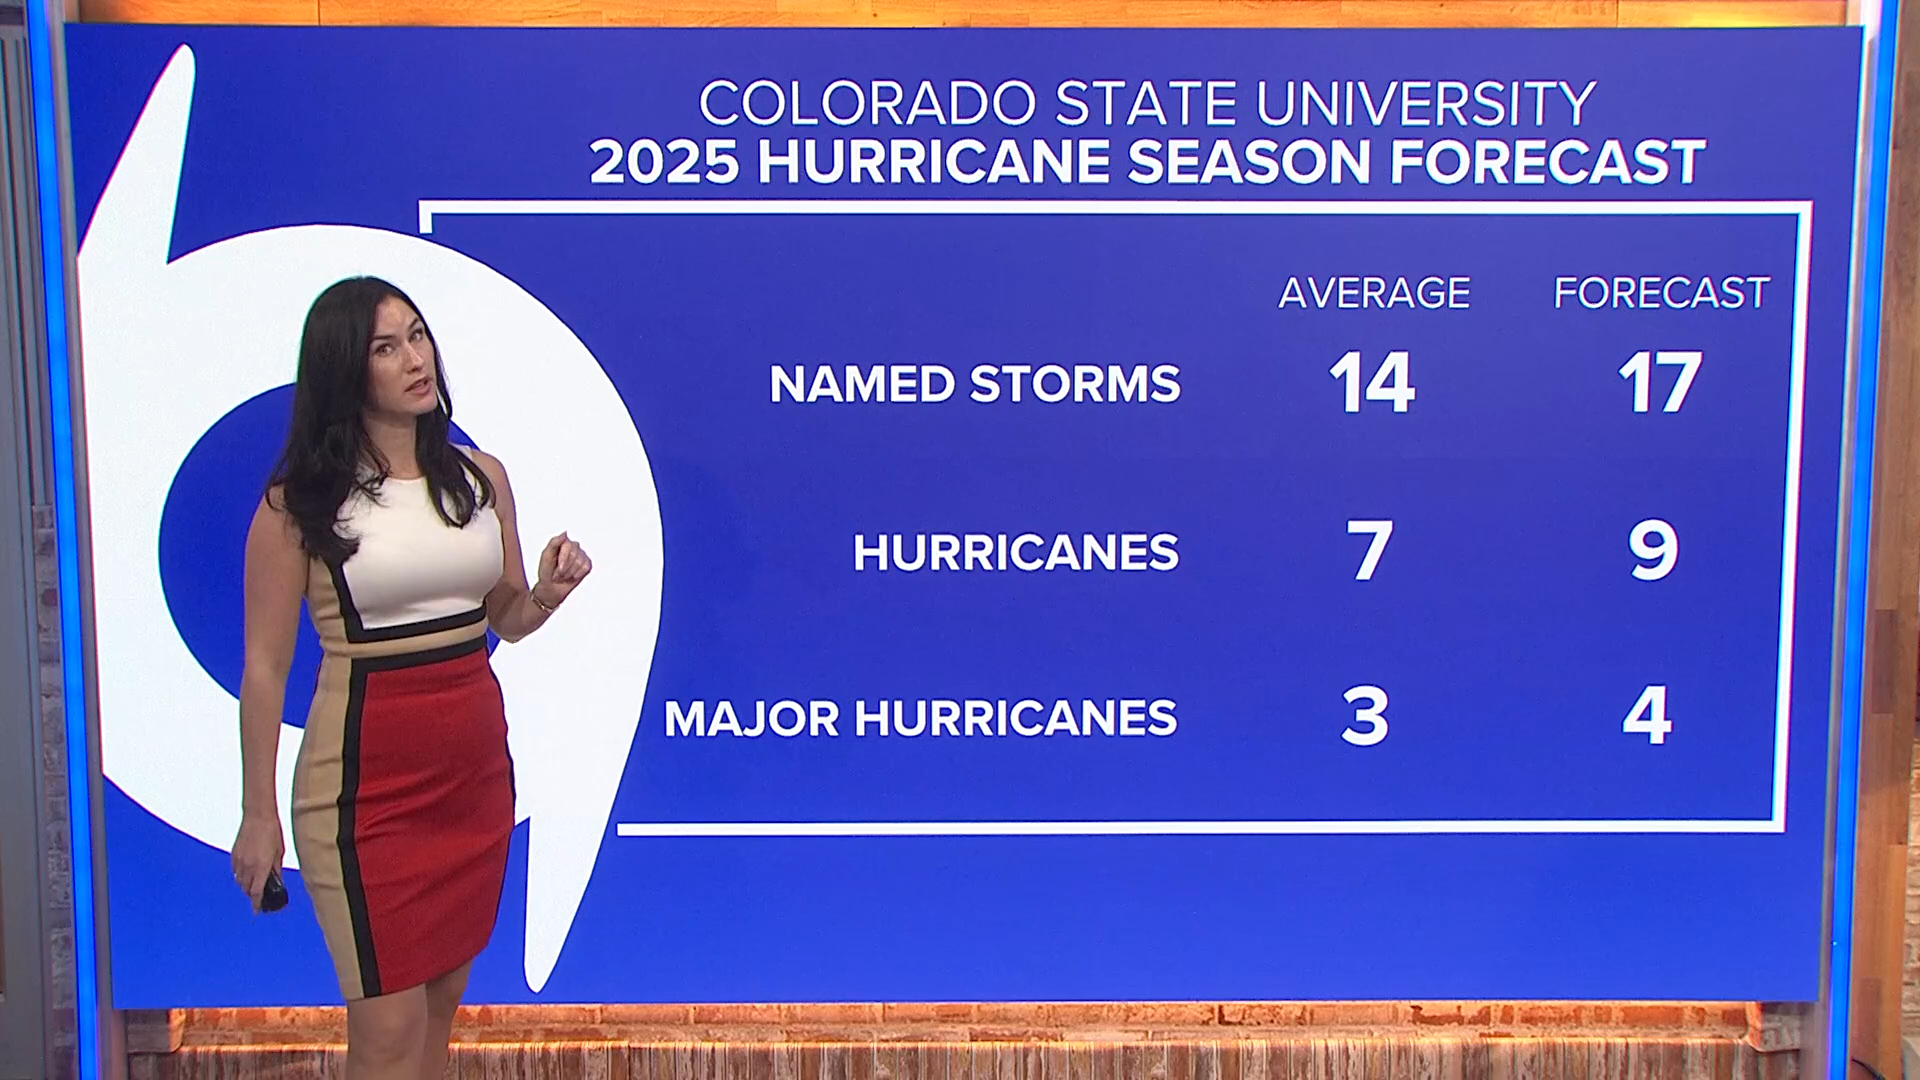 COLORADO STATE UNIVERSITY
2025 HURRICANE SEASON FORECAST
AVERAGE FORECAST
NAMED STORMS 14 17
HURRICANES 7 9
MAJOR HURRICANES 3 4